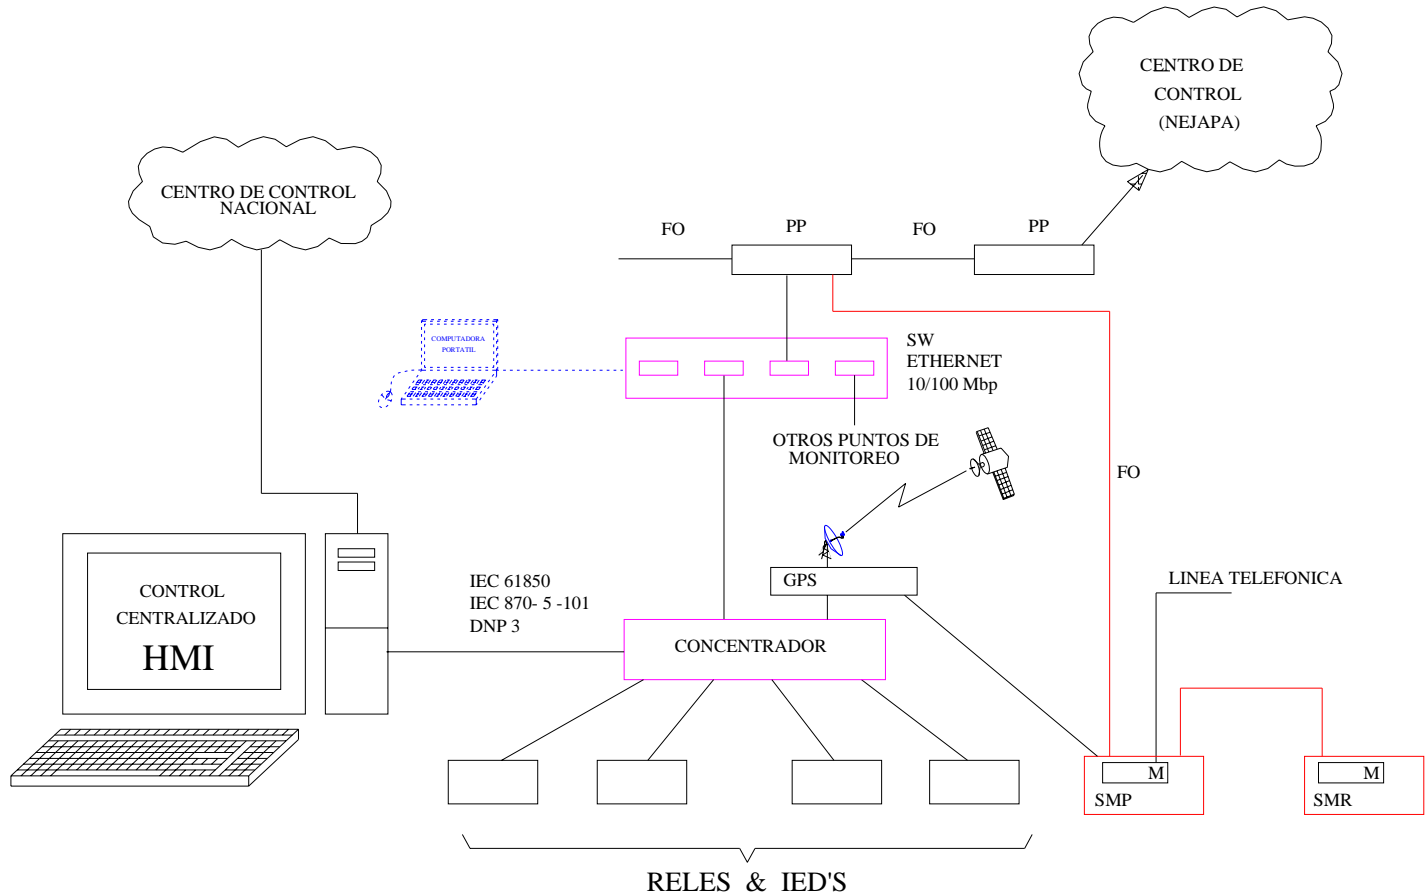 CENTRO DE
CONTROL
(NEJAPA)
CENTRO DE CONTROL
NACIONAL
FO
PP
FO
PP
COMPUTADORA
PORTATIL
SW
ETHERNET
10/100 Mbp
OTROS PUNTOS DE
MONITOREO
FO
CONTROL
CENTRALIZADO
HMI
IEC 61850
IEC 870- 5 -101
DNP 3
GPS
LINEA TELEFONICA
CONCENTRADOR
M
SMP
M
SMR
RELES & IED'S